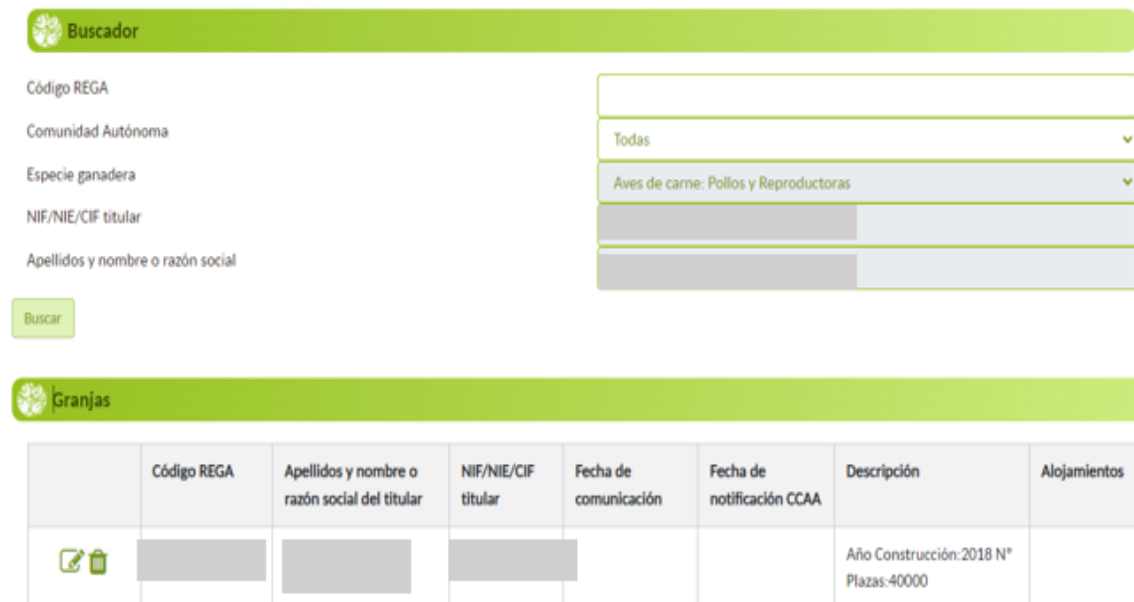 Buscador
Código REGA
Comunidad Autónoma
Todas
Especie ganadera
Aves de carne: Pollos y Reproductoras
NIF/NIE/CIF titular
Apellidos y nombre o razón social
Buscar
Granjas
Código REGA
Apellidos y nombre o
razón social del titular
NIF/NIE/CIF
titular
Fecha de
comunicación
Fecha de
notificación CCAA
Descripción
Alojamientos
Año Construcción:2018 Nº
Plazas:40000